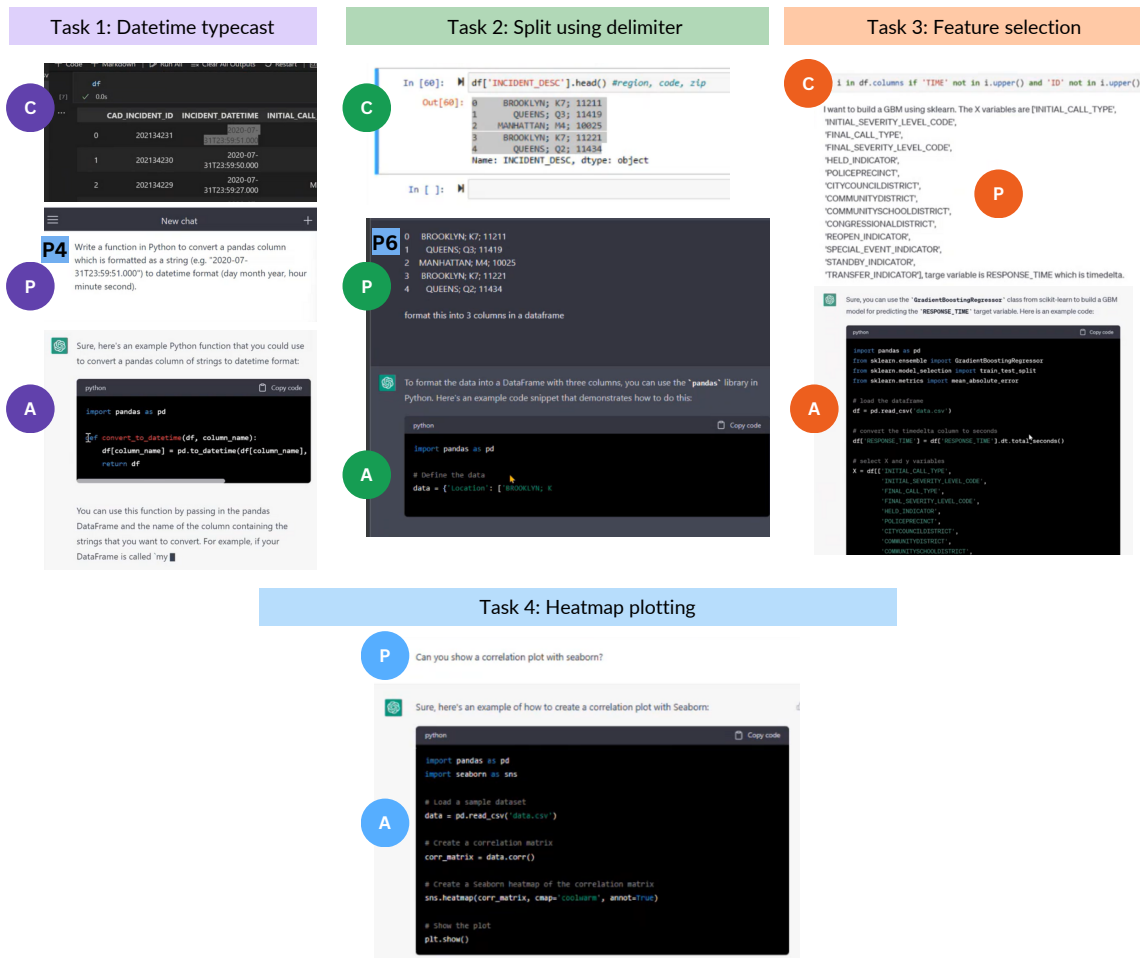 Task 1: Datetime typecast
Code
Markdown
Run All
Clear All Outputs
Restart
df
[7]
0.0s
C
...
CAD_INCIDENT_ID INCIDENT_DATETIME INITIAL_CALL_
0 202134231 2020-07-
31T23:59:51.000
1 202134230 2020-07-
31T23:59:50.000
2 202134229 2020-07-
31T23:59:27.000 M
New chat
P4
P
Write a function in Python to convert a pandas column
which is formatted as a string (e.g. "2020-07-
31T23:59:51.000") to datetime format (day month year, hour
minute second).
Sure, here's an example Python function that you could use
to convert a pandas column of strings to datetime format:
python Copy code
A
import pandas as pd
def convert_to_datetime(df, column_name):
df[column_name] = pd.to_datetime(df[column_name],
return df
You can use this function by passing in the pandas
DataFrame and the name of the column containing the
strings that you want to convert. For example, if your
DataFrame is called `my
Task 2: Split using delimiter
In [60]: df['INCIDENT_DESC'].head() #region, code, zip
C
Out[60]: 0 BROOKLYN; K7; 11211
1 QUEENS; Q3; 11419
2 MANHATTAN; M4; 10025
3 BROOKLYN; K7; 11221
4 QUEENS; Q2; 11434
Name: INCIDENT_DESC, dtype: object
In [ ]:
P6
P
0 BROOKLYN; K7; 11211
1 QUEENS; Q3; 11419
2 MANHATTAN; M4; 10025
3 BROOKLYN; K7; 11221
4 QUEENS; Q2; 11434
format this into 3 columns in a dataframe
To format the data into a DataFrame with three columns, you can use the `pandas` library in
Python. Here's an example code snippet that demonstrates how to do this:
python Copy code
A
import pandas as pd
# Define the data
data = {'Location': ['BROOKLYN; K
Task 3: Feature selection
C
i in df.columns if 'TIME' not in i.upper() and 'ID' not in i.upper()
I want to build a GBM using sklearn. The X variables are ['INITIAL_CALL_TYPE',
'INITIAL_SEVERITY_LEVEL_CODE',
'FINAL_CALL_TYPE',
'FINAL_SEVERITY_LEVEL_CODE',
'HELD_INDICATOR',
'POLICEPRECINCT',
'CITYCOUNCILDISTRICT',
'COMMUNITYDISTRICT',
'COMMUNITYSCHOOLDISTRICT',
'CONGRESSIONALDISTRICT',
'REOPEN_INDICATOR',
'SPECIAL_EVENT_INDICATOR',
'STANDBY_INDICATOR',
'TRANSFER_INDICATOR'], targe variable is RESPONSE_TIME which is timedelta.
P
Sure, you can use the `GradientBoostingRegressor` class from scikit-learn to build a GBM
model for predicting the `RESPONSE_TIME` target variable. Here is an example code:
python Copy code
A
import pandas as pd
from sklearn.ensemble import GradientBoostingRegressor
from sklearn.model_selection import train_test_split
from sklearn.metrics import mean_absolute_error
# load the dataframe
df = pd.read_csv('data.csv')
# convert the timedelta column to seconds
df['RESPONSE_TIME'] = df['RESPONSE_TIME'].dt.total_seconds()
# select X and y variables
X = df[['INITIAL_CALL_TYPE',
'INITIAL_SEVERITY_LEVEL_CODE',
'FINAL_CALL_TYPE',
'FINAL_SEVERITY_LEVEL_CODE',
'HELD_INDICATOR',
'POLICEPRECINCT',
'CITYCOUNCILDISTRICT',
'COMMUNITYDISTRICT',
'COMMUNITYSCHOOLDISTRICT',
Task 4: Heatmap plotting
P
Can you show a correlation plot with seaborn?
Sure, here's an example of how to create a correlation plot with Seaborn:
python Copy code
A
import pandas as pd
import seaborn as sns
# Load a sample dataset
data = pd.read_csv('data.csv')
# Create a correlation matrix
corr_matrix = data.corr()
# Create a Seaborn heatmap of the correlation matrix
sns.heatmap(corr_matrix, cmap='coolwarm', annot=True)
# Show the plot
plt.show()